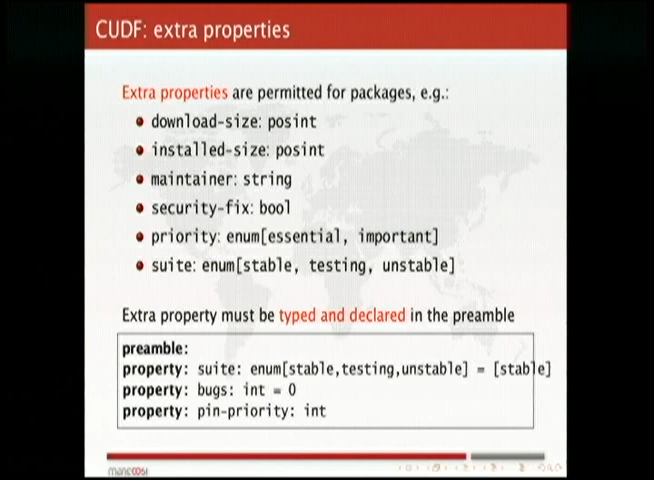 CUDF: extra properties
Extra properties are permitted for packages, e.g.:
download-size: posint
installed-size: posint
maintainer: string
security-fix: bool
priority: enum[essential, important]
suite: enum[stable, testing, unstable]
Extra property must be typed and declared in the preamble
preamble:
property: suite: enum[stable,testing,unstable] = [stable]
property: bugs: int = 0
property: pin-priority: int
mancoosi